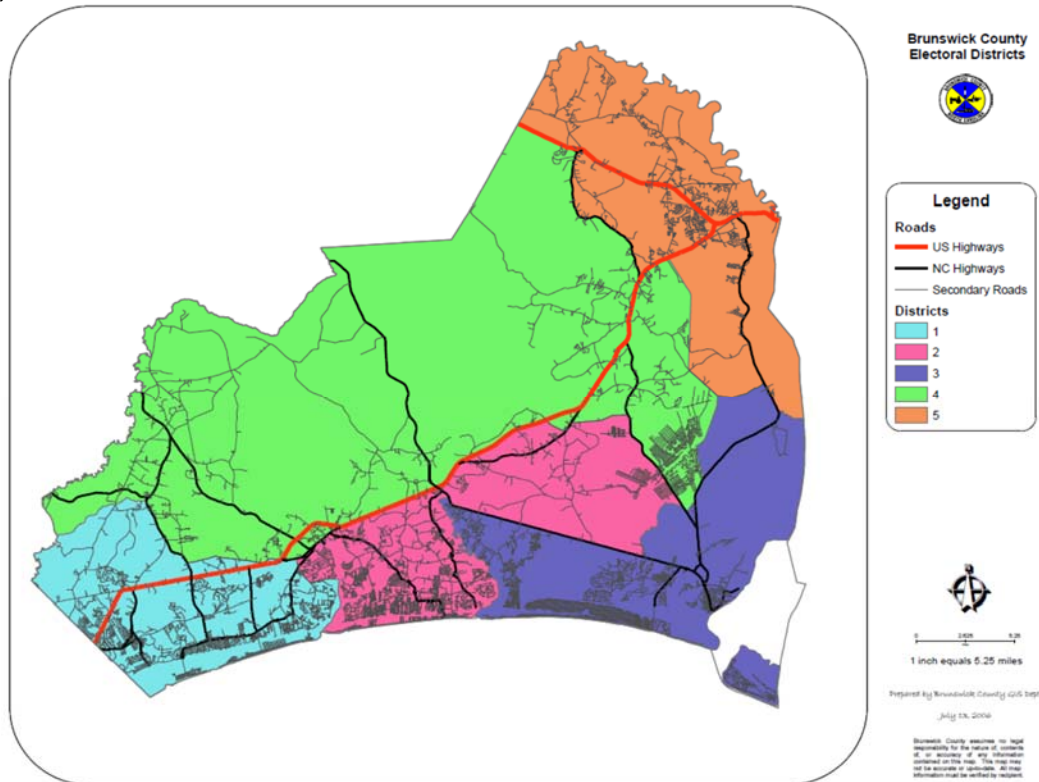 Brunswick County
Electoral Districts
Legend
Roads
US Highways
NC Highways
Secondary Roads
Districts
1
2
3
4
5
0 2.625 5.25
1 inch equals 5.25 miles
Prepared by Brunswick County GIS Dept
July 13, 2006
Brunswick County assumes no legal
responsibility for the nature of, contents
of, or accuracy of any information
contained on this map. This map may
not be accurate or up-to-date. All map
information must be verified by recipient.